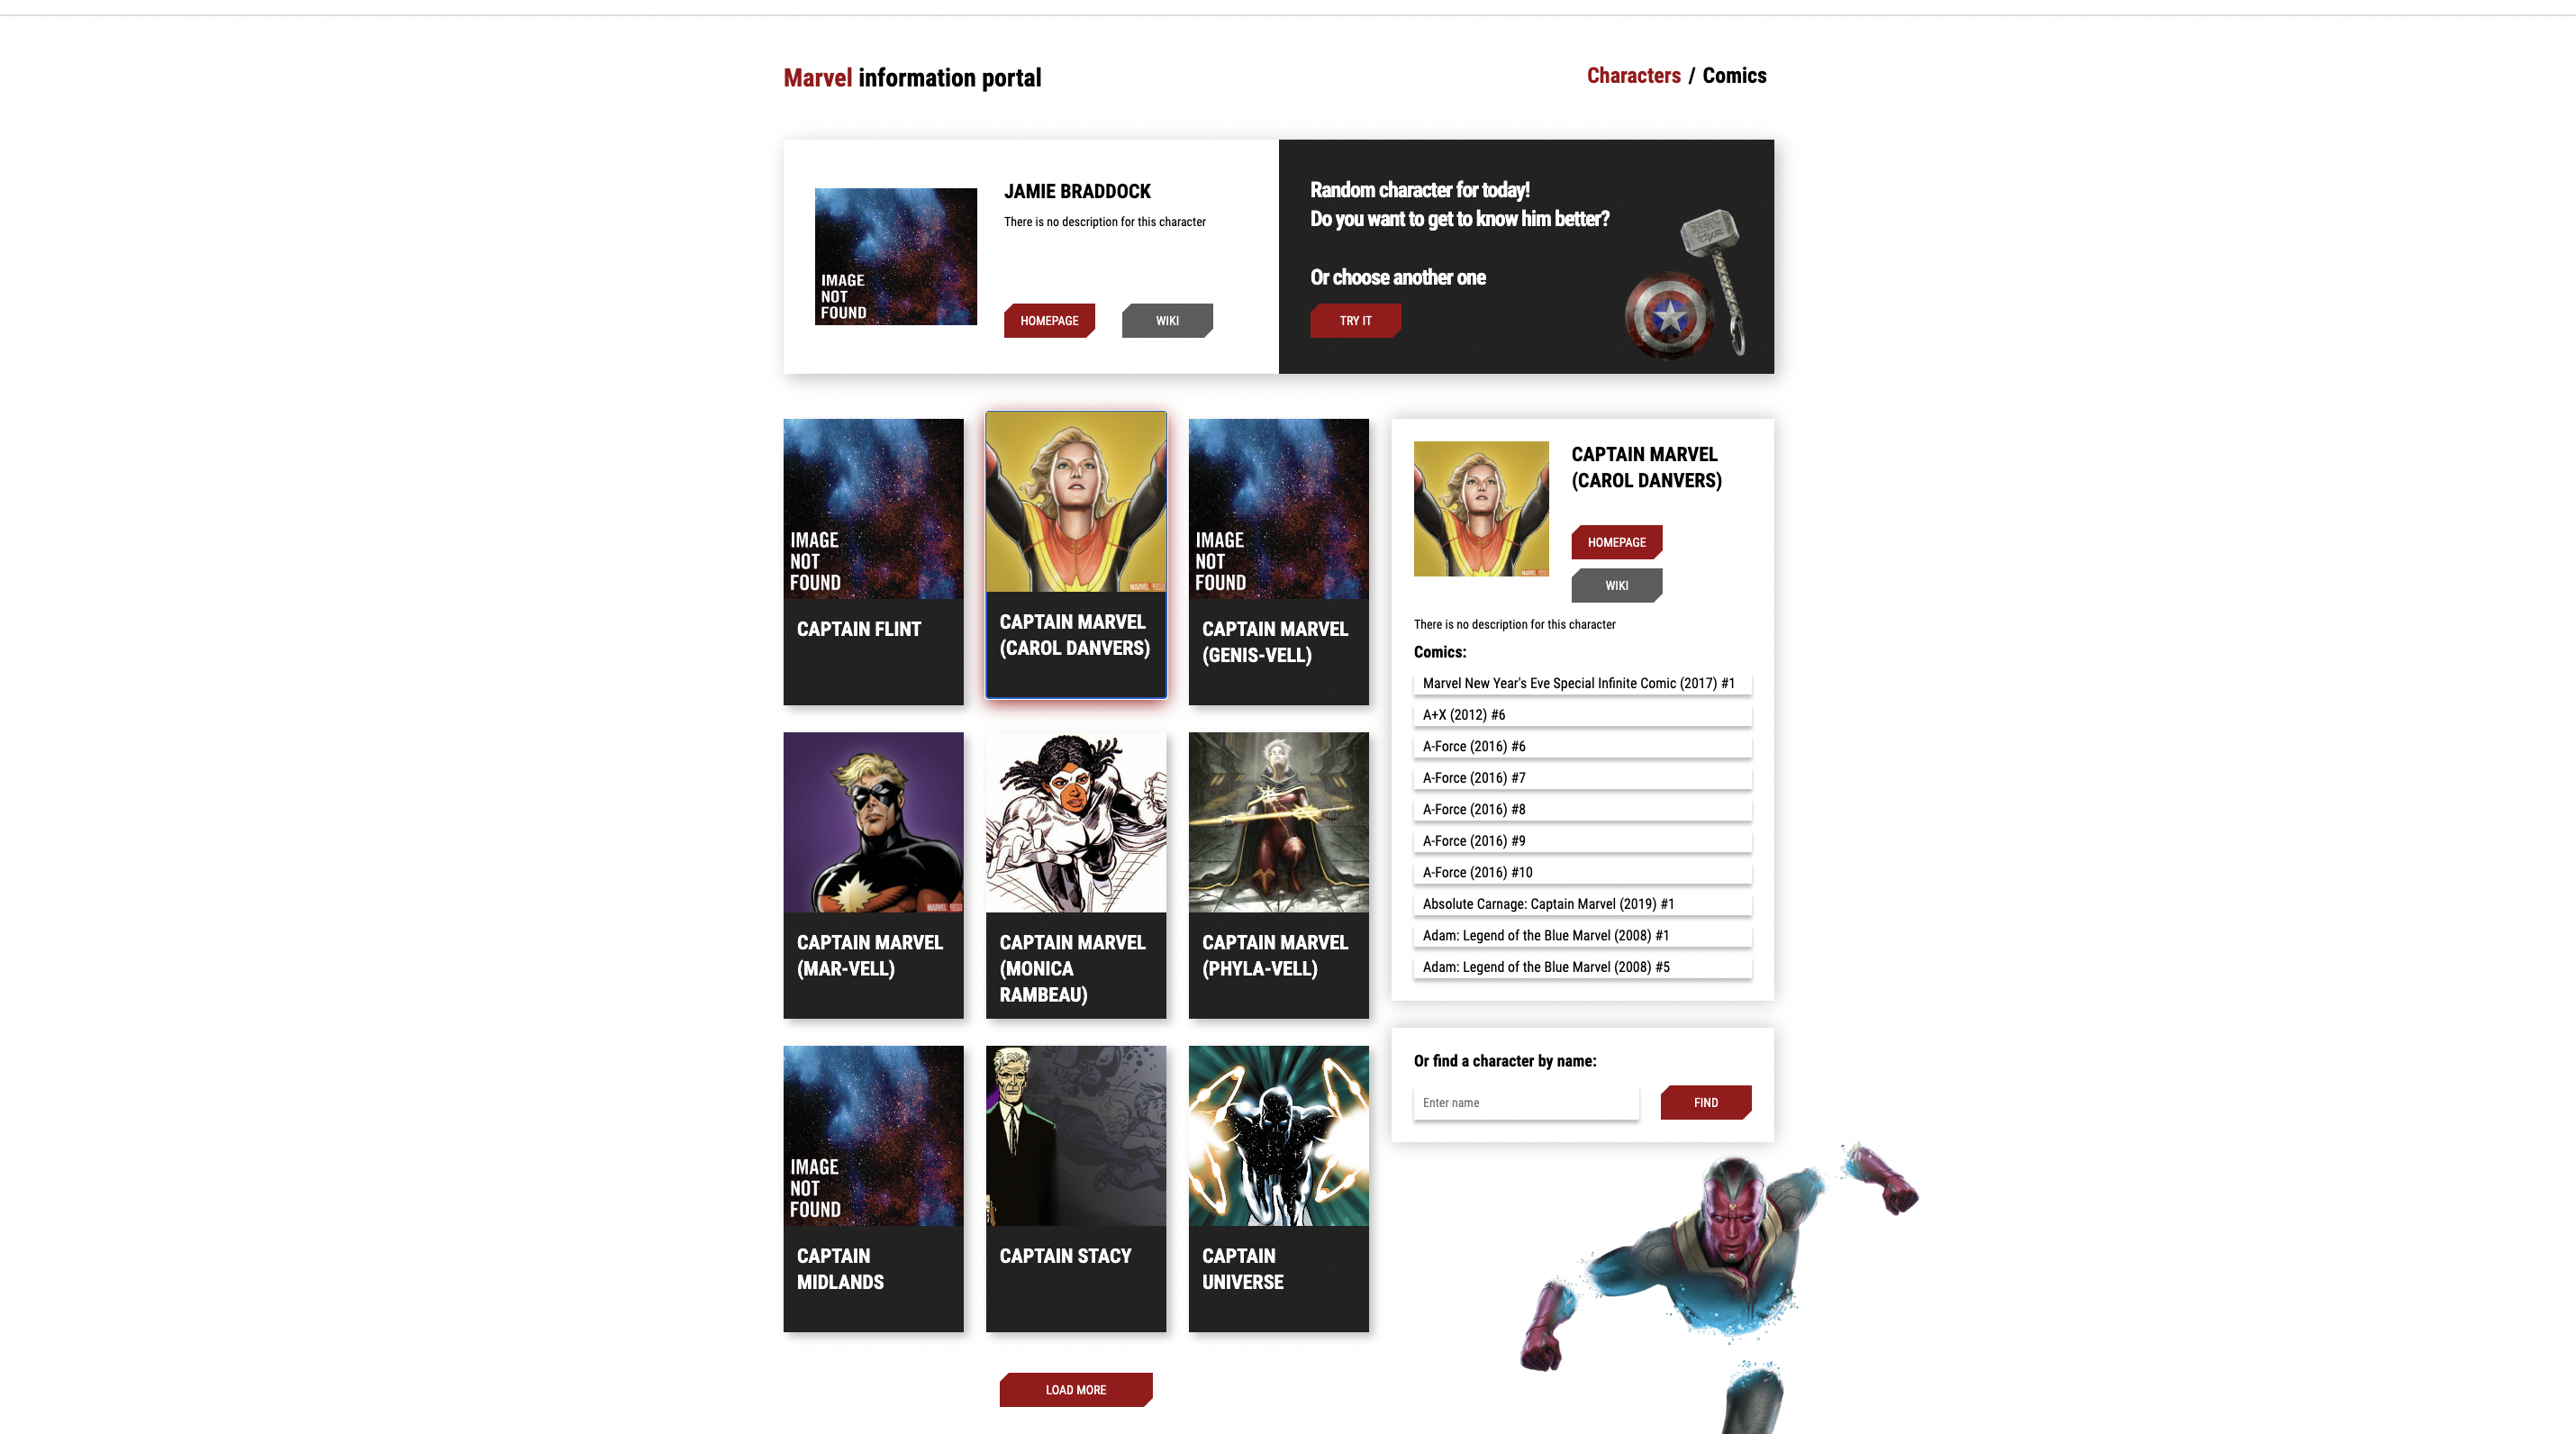 Marvel information portal
Characters / Comics
JAMIE BRADDOCK
There is no description for this character
IMAGE
NOT
FOUND
HOMEPAGE
WIKI
Random character for today!
Do you want to get to know him better?
Or choose another one
TRY IT
IMAGE
NOT
FOUND
CAPTAIN FLINT
CAPTAIN MARVEL
(CAROL DANVERS)
IMAGE
NOT
FOUND
CAPTAIN MARVEL
(GENIS-VELL)
CAPTAIN MARVEL
(MAR-VELL)
CAPTAIN MARVEL
(MONICA
RAMBEAU)
CAPTAIN MARVEL
(PHYLA-VELL)
IMAGE
NOT
FOUND
CAPTAIN
MIDLANDS
CAPTAIN STACY
CAPTAIN
UNIVERSE
LOAD MORE
CAPTAIN MARVEL
(CAROL DANVERS)
HOMEPAGE
WIKI
There is no description for this character
Comics:
Marvel New Year's Eve Special Infinite Comic (2017) #1
A+X (2012) #6
A-Force (2016) #6
A-Force (2016) #7
A-Force (2016) #8
A-Force (2016) #9
A-Force (2016) #10
Absolute Carnage: Captain Marvel (2019) #1
Adam: Legend of the Blue Marvel (2008) #1
Adam: Legend of the Blue Marvel (2008) #5
Or find a character by name:
Enter name
FIND